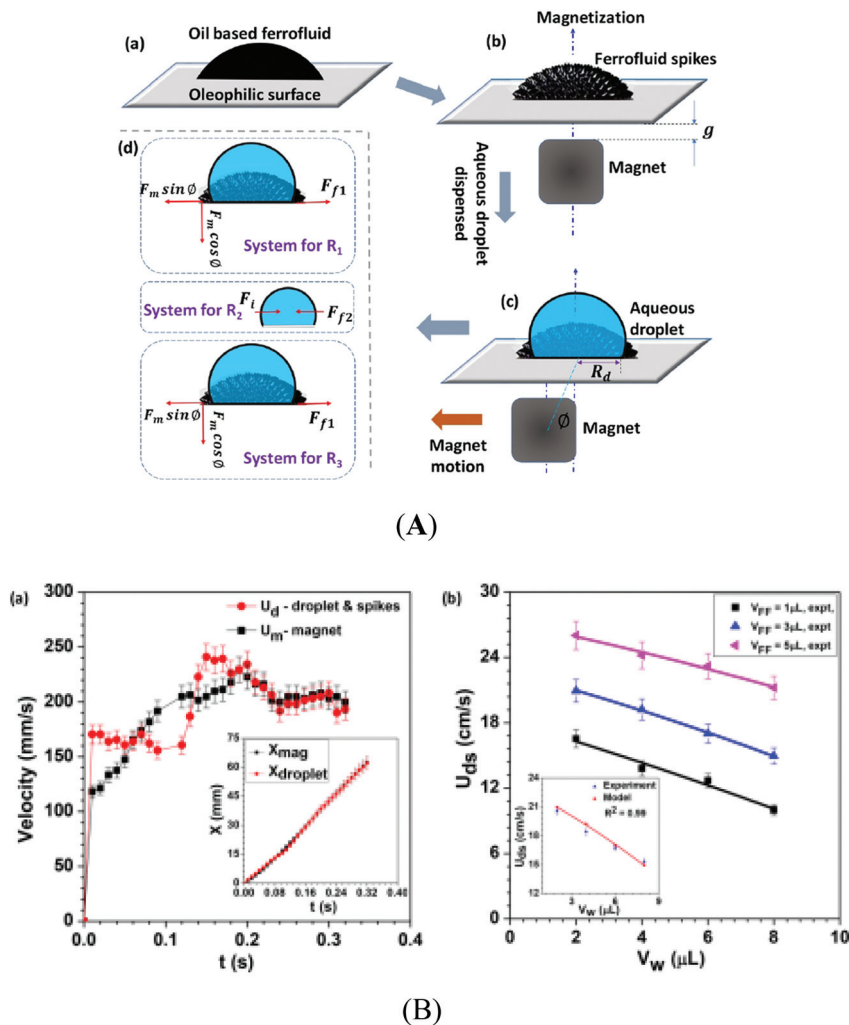 (a)
Oil based ferrofluid
Oleophilic surface
Magnetization
(b)
Ferrofluid spikes
g
Magnet
Aqueous droplet
dispensed
(d)
F_m sin Ø
F_m cos Ø
F_f1
System for R₁
System for R₂
F_i
F_f2
F_m sin Ø
F_m cos Ø
F_f1
System for R₃
(c)
Aqueous
droplet
R_d
Ø
Magnet
Magnet
motion
(A)
(a)
Velocity (mm/s)
300
250
200
150
100
50
0
0.0
0.1
0.2
0.3
0.4
t (s)
U_d - droplet & spikes
U_m- magnet
X (mm)
75
60
45
30
15
0
0.00
0.08
0.16
0.24
0.32
0.40
t (s)
X_mag
X_droplet
(b)
U_ds (cm/s)
30
24
18
12
6
0
0
2
4
6
8
10
V_w (µL)
V_FF = 1µL, expt,
V_FF = 3µL, expt
V_FF = 5µL, expt
U_ds (cm/s)
24
21
18
15
12
3
6
9
V_w (µL)
Experiment
Model
R² = 0.99
(B)